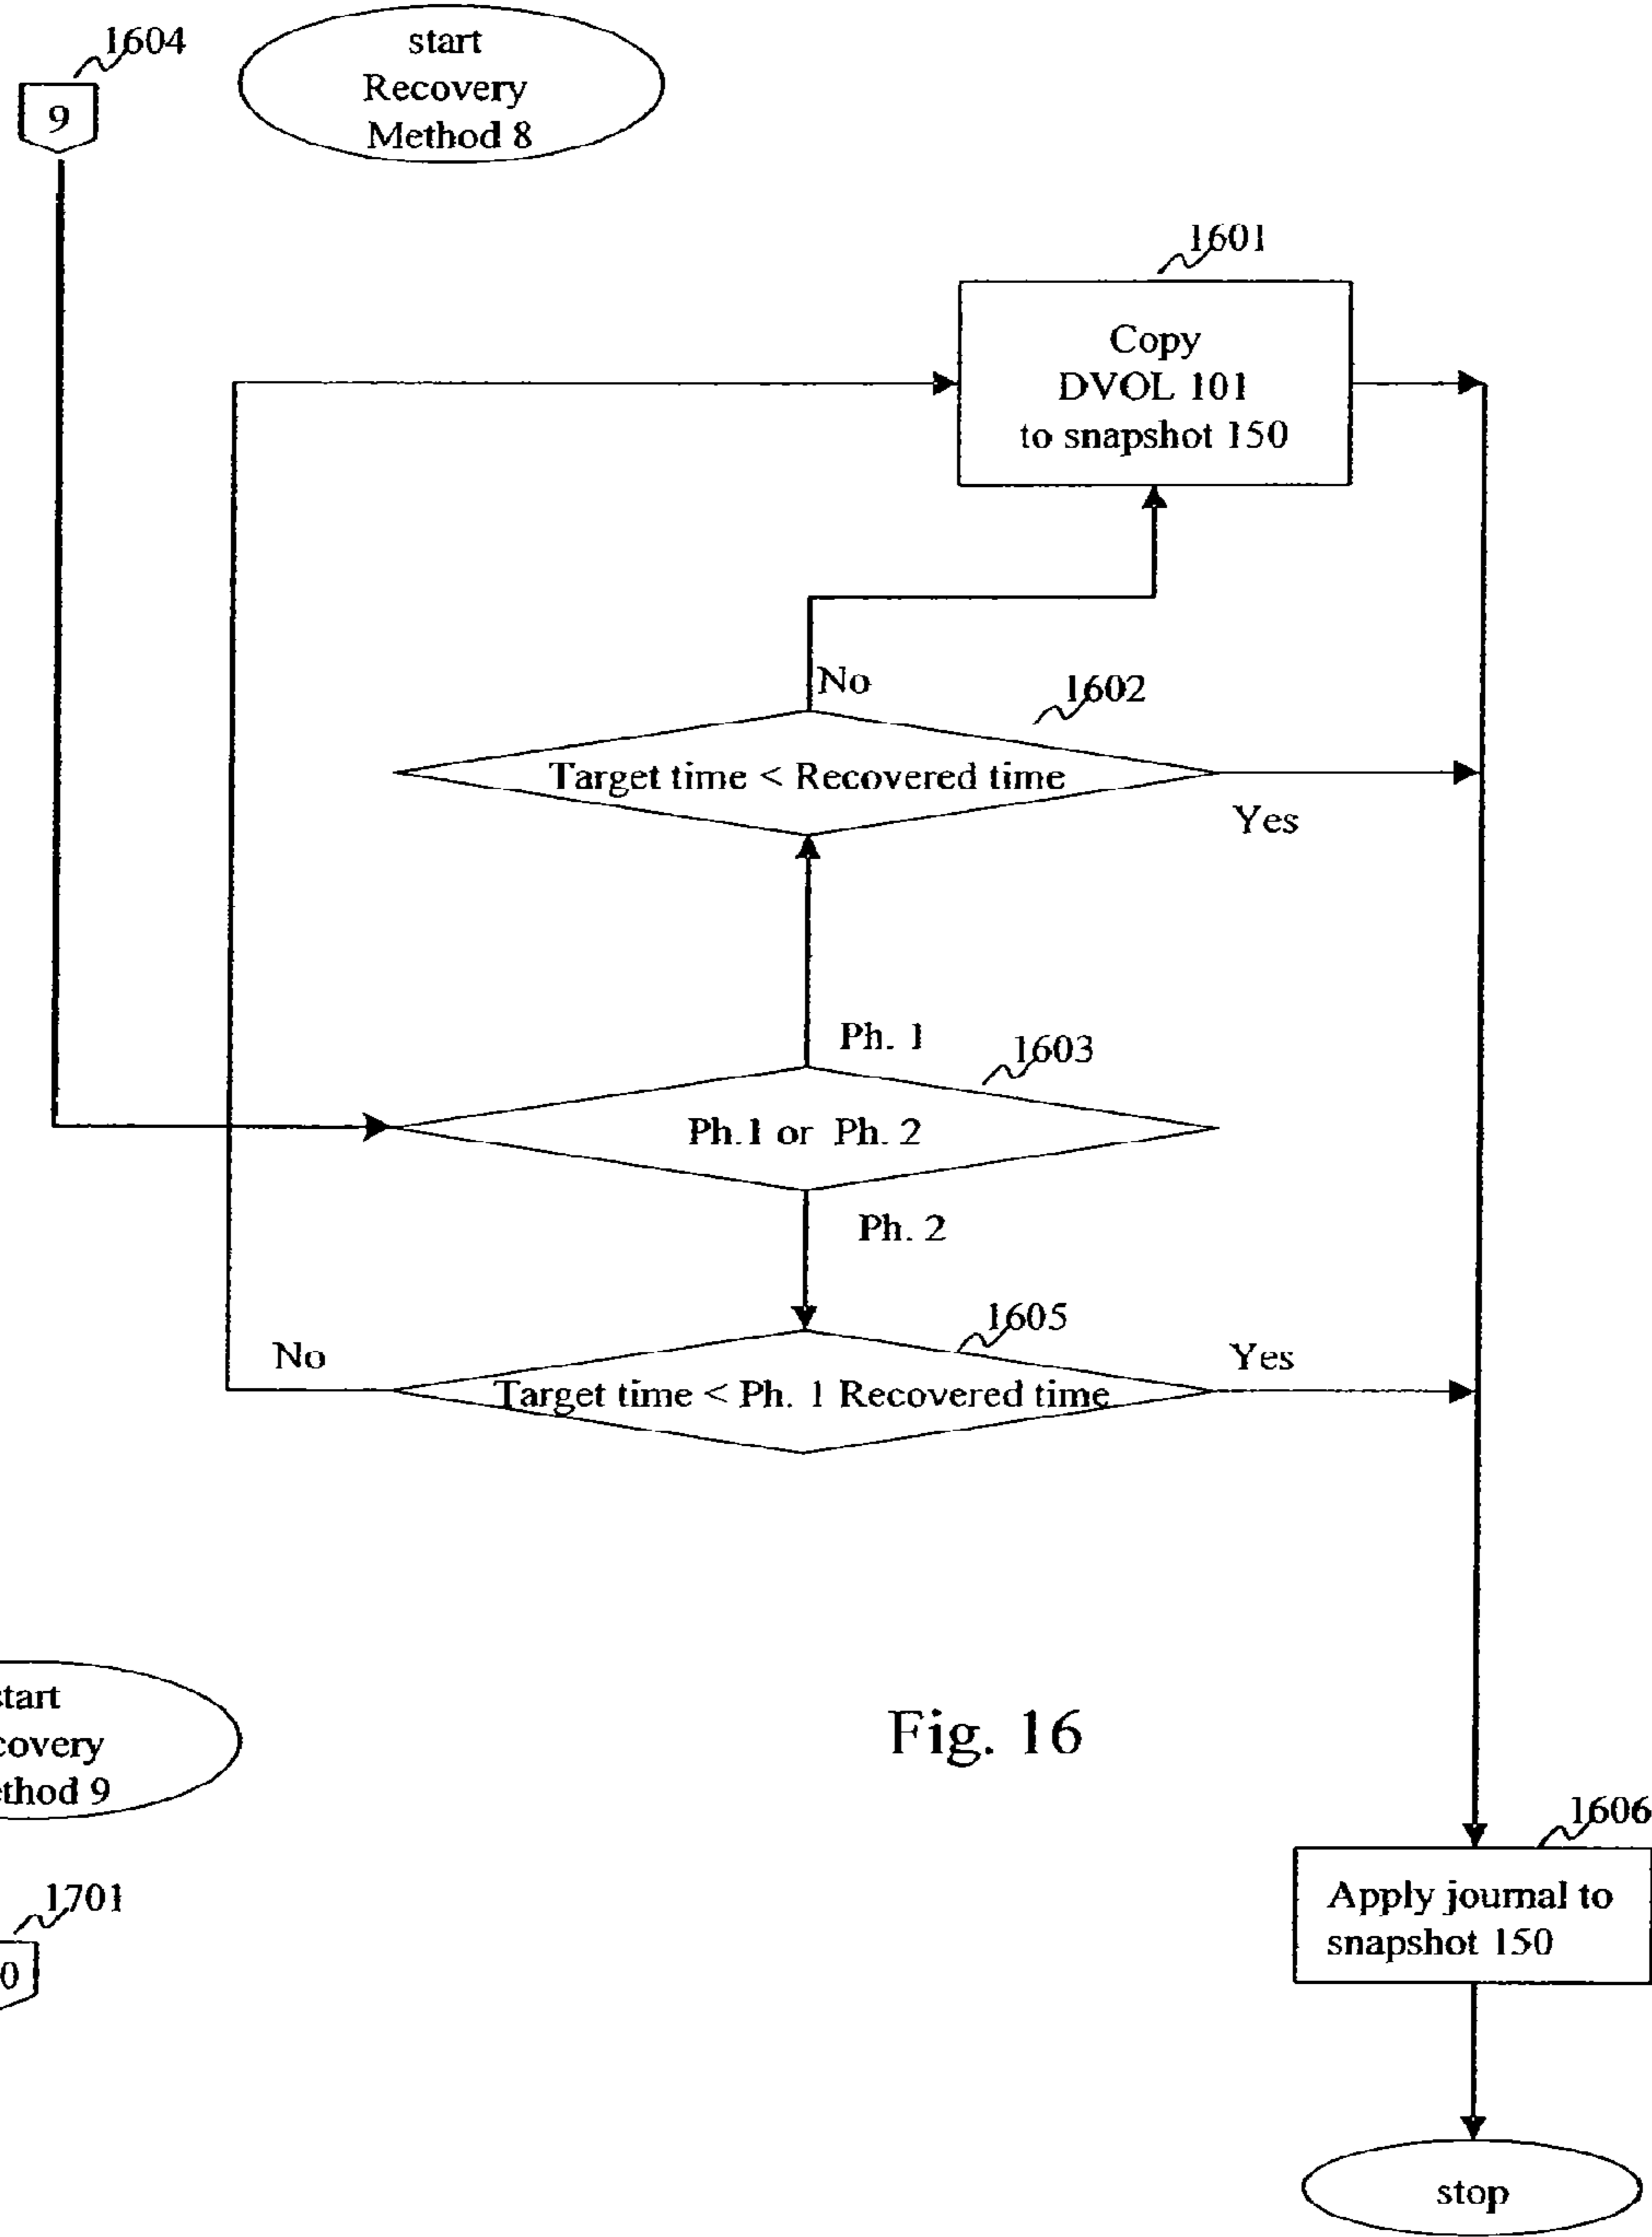 1604
9
start
Recovery
Method 8
1601
Copy
DVOL 101
to snapshot 150
No
1602
Target time < Recovered time
Yes
Ph. 1
1603
Ph.1 or Ph. 2
Ph. 2
1605
No
Yes
Target time < Ph. 1 Recovered time
start
covery
ethod 9
Fig. 16
1606
1701
0
Apply journal to
snapshot 150
stop